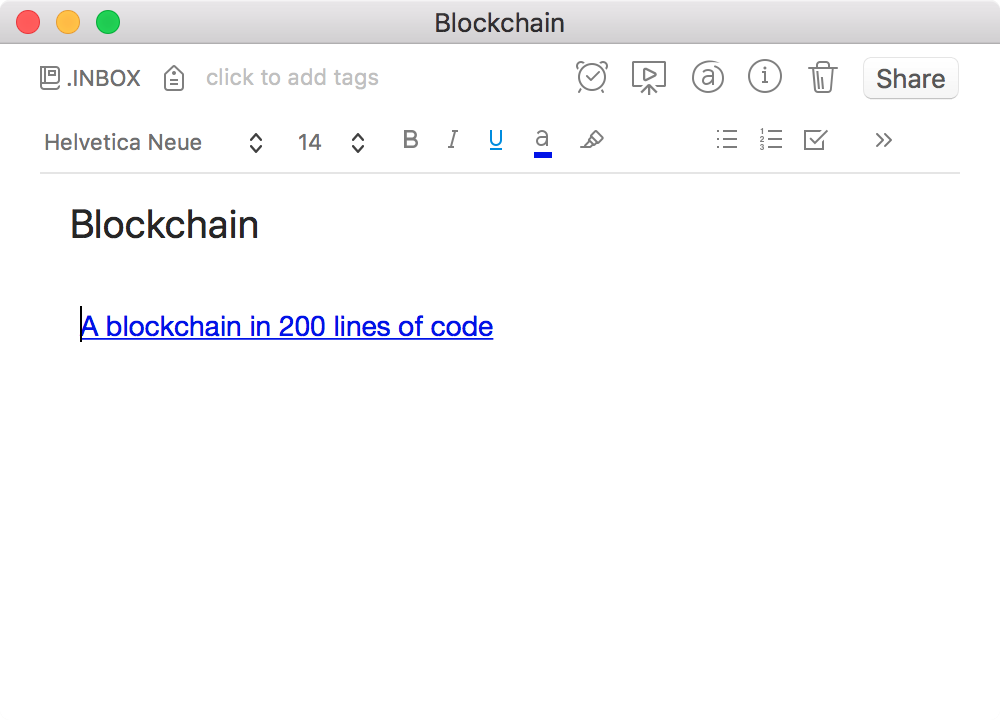 Blockchain
.INBOX click to add tags Share
Helvetica Neue 14 B I U a
Blockchain
A blockchain in 200 lines of code